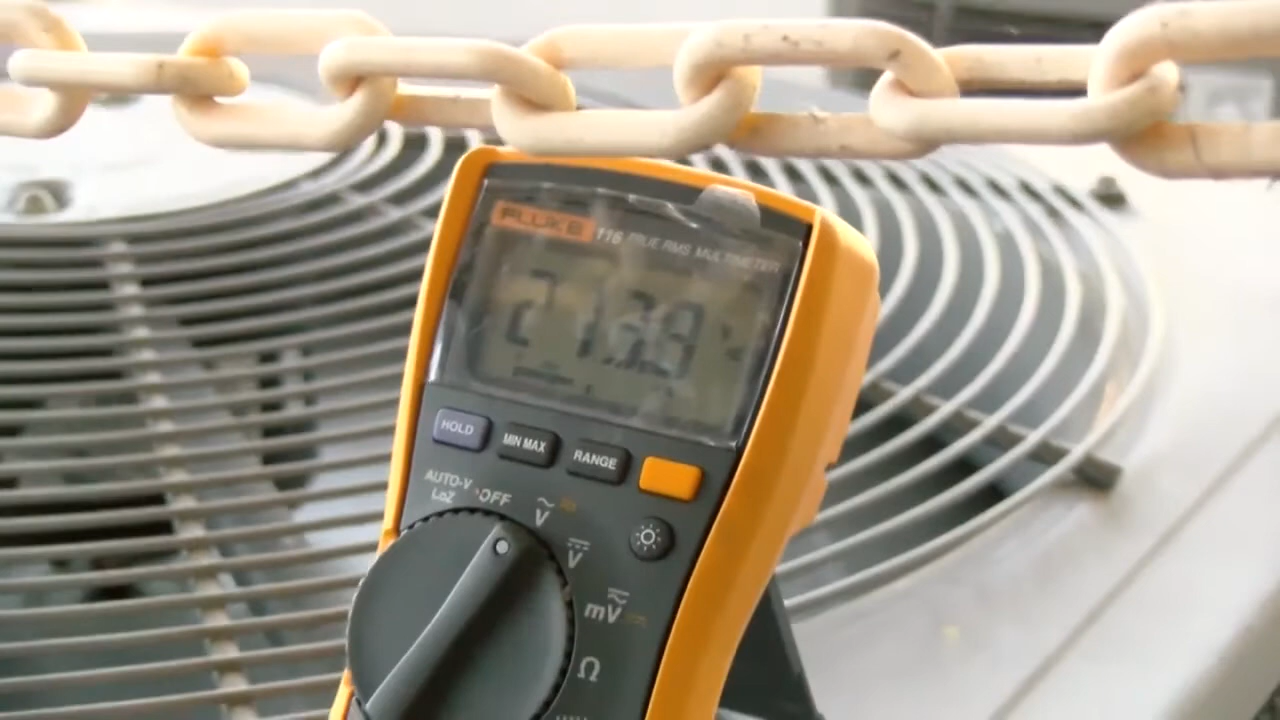 FLUKE 116 TRUE RMS MULTIMETER
HOLD
MIN MAX
RANGE
AUTO-V
LoZ
OFF
V
V
mV
Ω